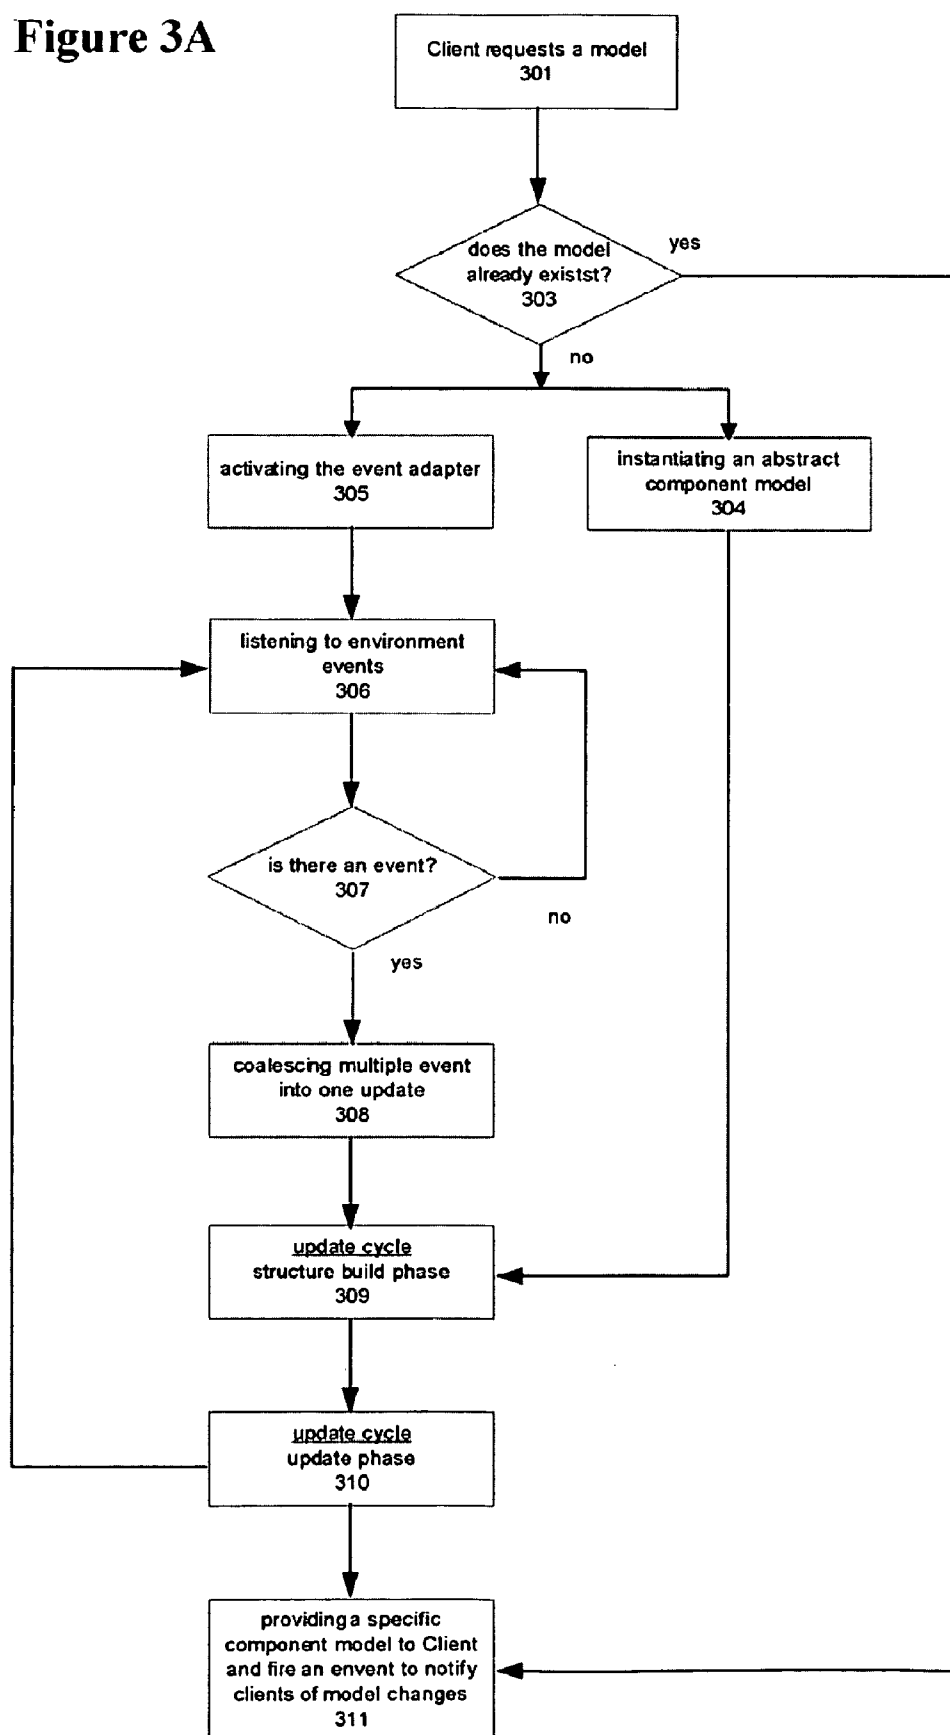 Figure 3A
Client requests a model
301
does the model
already existst?
303
yes
no
activating the event adapter
305
instantiating an abstract
component model
304
listening to environment
events
306
is there an event?
307
no
yes
coalescing multiple event
into one update
308
update cycle
structure build phase
309
update cycle
update phase
310
providing a specific
component model to Client
and fire an envent to notify
clients of model changes
311